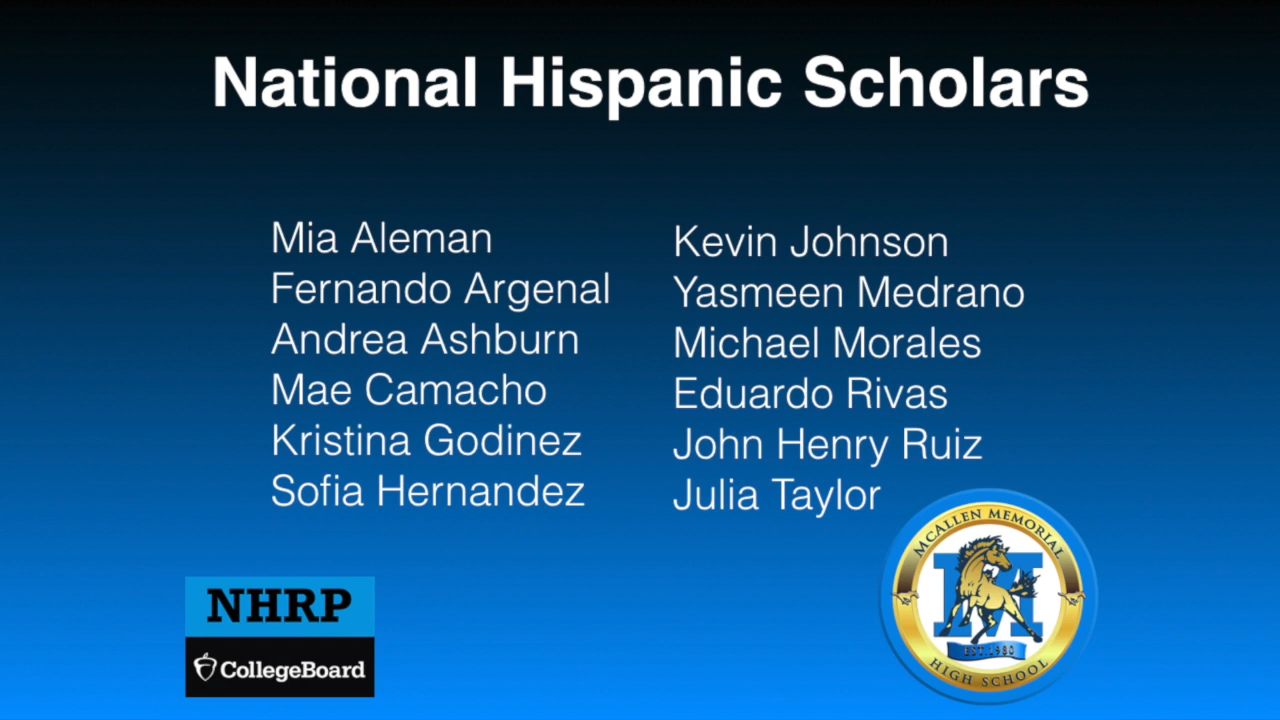 National Hispanic Scholars
Mia Aleman
Fernando Argenal
Andrea Ashburn
Mae Camacho
Kristina Godinez
Sofia Hernandez
Kevin Johnson
Yasmeen Medrano
Michael Morales
Eduardo Rivas
John Henry Ruiz
Julia Taylor
NHRP
CollegeBoard
MCALLEN MEMORIAL
M
EST. 1980
HIGH SCHOOL